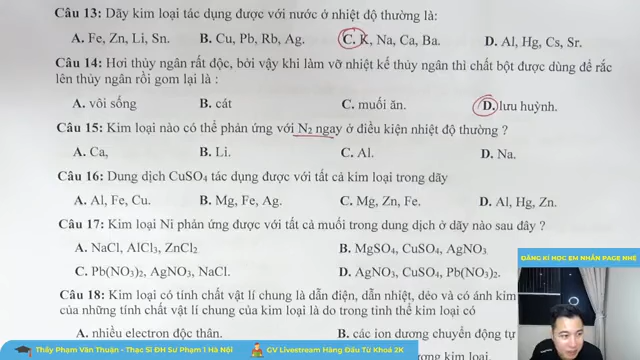 Câu 13: Dãy kim loại tác dụng được với nước ở nhiệt độ thường là:
A. Fe, Zn, Li, Sn. B. Cu, Pb, Rb, Ag. C. K, Na, Ca, Ba. D. Al, Hg, Cs, Sr.
Câu 14: Hơi thủy ngân rất độc, bởi vậy khi làm vỡ nhiệt kế thủy ngân thì chất bột được dùng để rắc
lên thủy ngân rồi gom lại là :
A. vôi sống B. cát C. muối ăn. D. lưu huỳnh.
Câu 15: Kim loại nào có thể phản ứng với N₂ ngay ở điều kiện nhiệt độ thường ?
A. Ca, B. Li. C. Al. D. Na.
Câu 16: Dung dịch CuSO₄ tác dụng được với tất cả kim loại trong dãy
A. Al, Fe, Cu. B. Mg, Fe, Ag. C. Mg, Zn, Fe. D. Al, Hg, Zn.
Câu 17: Kim loại Ni phản ứng được với tất cả muối trong dung dịch ở dãy nào sau đây ?
A. NaCl, AlCl₃, ZnCl₂ B. MgSO₄, CuSO₄, AgNO₃
C. Pb(NO₃)₂, AgNO₃, NaCl. D. AgNO₃, CuSO₄, Pb(NO₃)₂.
ĐĂNG KÍ HỌC EM NHẮN PAGE NHÉ
Câu 18: Kim loại có tính chất vật lí chung là dẫn điện, dẫn nhiệt, dẻo và có ánh kim
của những tính chất vật lí chung của kim loại là do trong tinh thể kim loại có
A. nhiều electron độc thân. B. các ion dương chuyển động tự
kim loại.
Thầy Phạm Văn Thuận - Thạc Sĩ ĐH Sư Phạm 1 Hà Nội GV Livestream Hàng Đầu Từ Khoá 2K